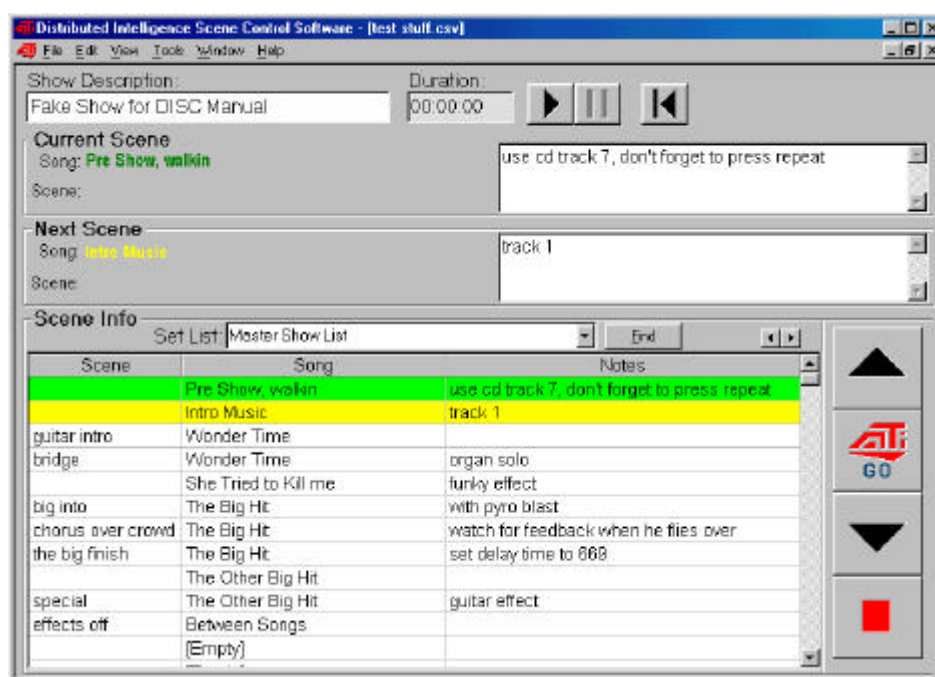 Distributed Intelligence Scene Control Software - [test stuff.csv]
File Edit View Tools Window Help
Show Description:
Duration:
Fake Show for DISC Manual
00:00:00
Current Scene
Song: Pre Show, walkin
use cd track 7, don't forget to press repeat
Scene:
Next Scene
Song: Intro Music
track 1
Scene
Scene Info
Set List: Master Show List
Find
Scene Song Notes
Pre Show, walkin use cd track 7, don't forget to press repeat
Intro Music track 1
guitar intro Wonder Time
bridge Wonder Time organ solo
She Tried to Kill me funky effect
big into The Big Hit with pyro blast
chorus over crowd The Big Hit watch for feedback when he flies over
the big finish The Big Hit set delay time to 669
The Other Big Hit
special The Other Big Hit guitar effect
effects off Between Songs
[Empty]
ATi
GO